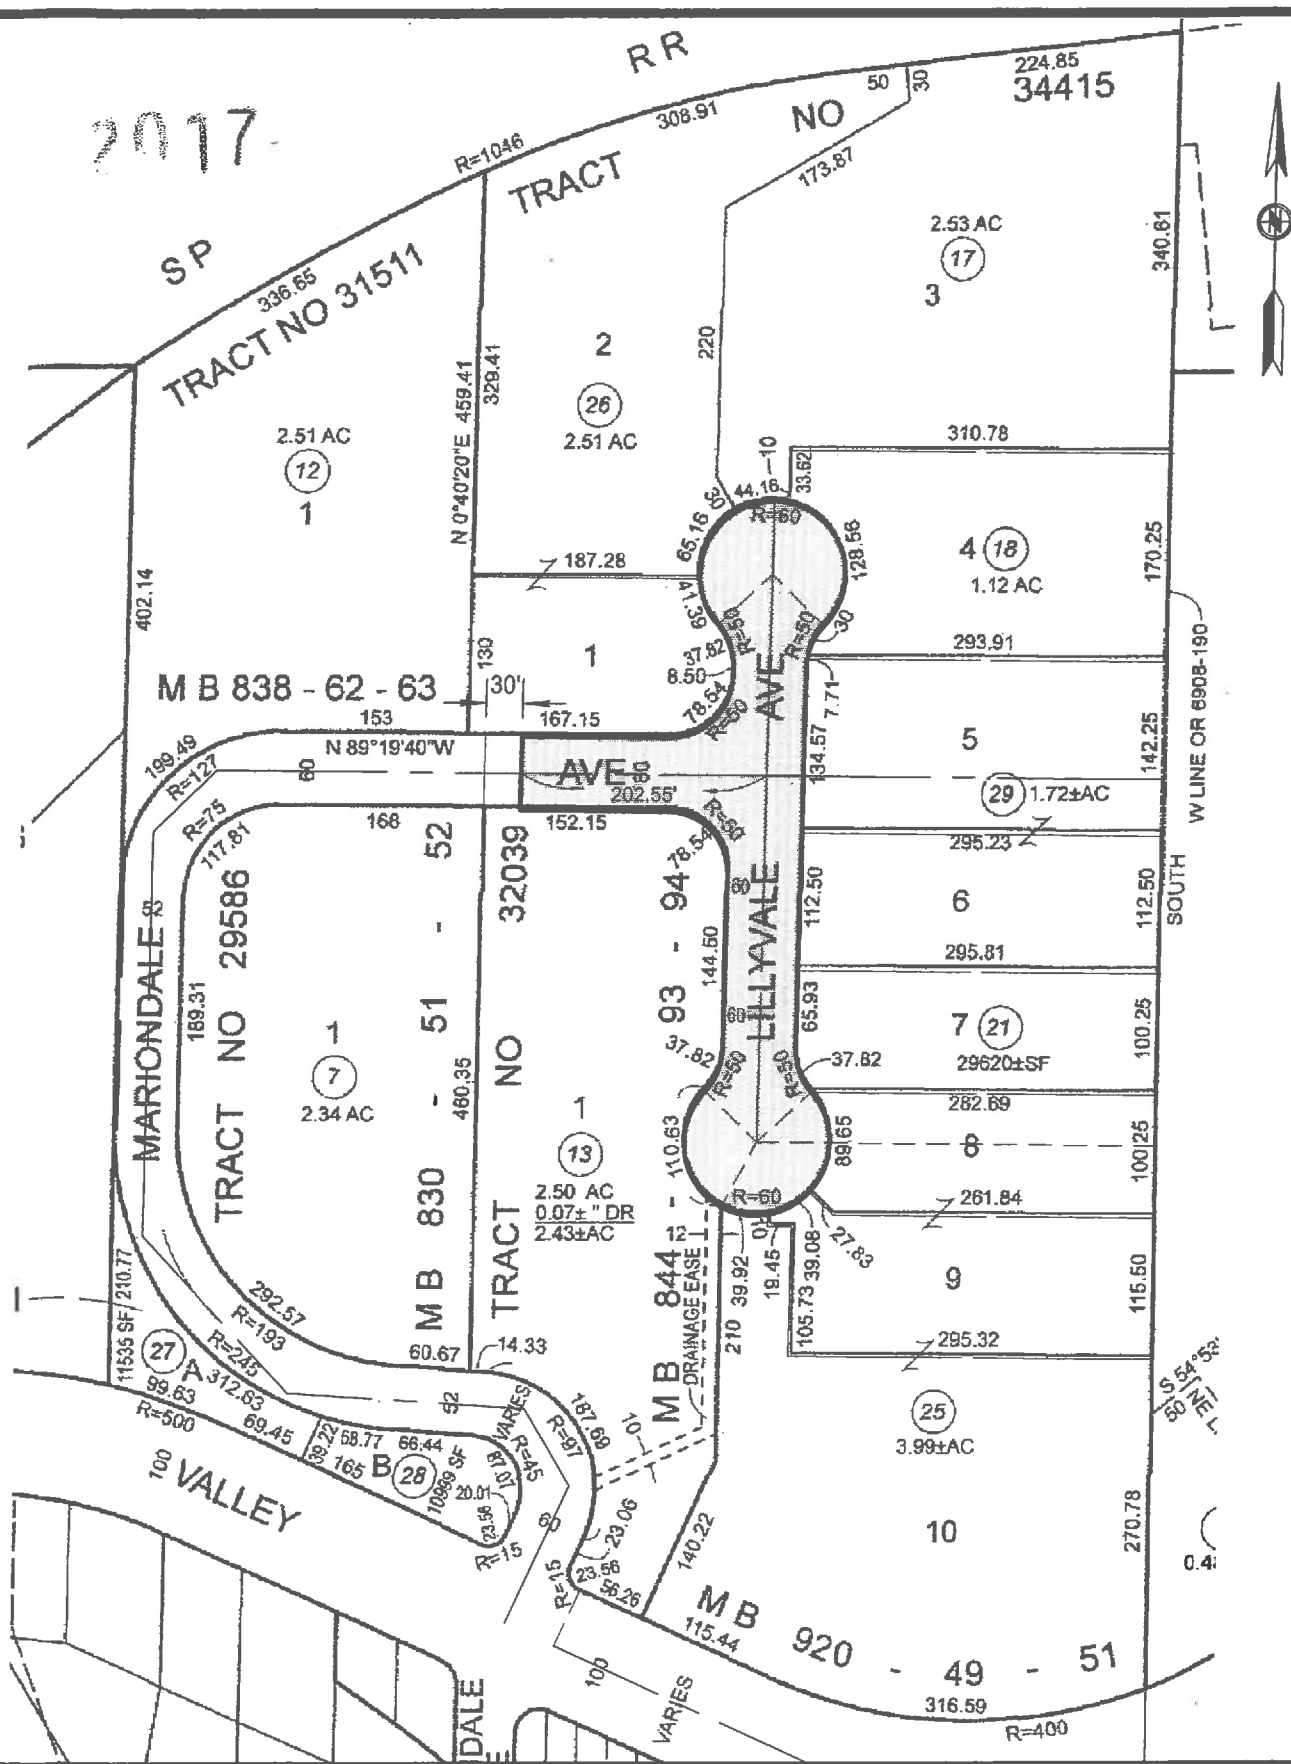 2017
R R
S P
R=1046
308.91
50
30
224.85
34415
NO
TRACT
173.87
336.65
TRACT NO 31511
2.53 AC
17
3
340.61
N
2
26
2.51 AC
220
2.51 AC
12
1
N 0°40'20"E 459.41
329.41
402.14
310.78
10
33.62
44.16
30
R=60
65.16
128.56
4 18
1.12 AC
170.25
187.28
41.39
R=50
R=50
30
293.91
W LINE OR 6908-190
130
1
37.82
8.50
78.54
R=50
AVE
7.71
M B 838 - 62 - 63
30'
153
167.15
N 89°19'40"W
199.49
R=127
60
AVE
60
202.55'
134.57
5
142.25
29 1.72±AC
R=75
117.81
168
152.15
R=50
78.54
295.23
TRACT NO 29586
M B 830 - 51 - 52
TRACT NO 32039
M B 844 - 93 - 94
60
LILLYVALE
112.50
6
112.50
SOUTH
295.81
MARIONDALE
189.31
144.60
60
65.93
7 21
29620±SF
100.25
1
7
2.34 AC
460.35
37.82
R=50
R=50
37.82
282.69
1
13
2.50 AC
0.07± " DR
2.43±AC
110.63
89.65
8
100.25
R=60
261.84
12
39.92
19.45
39.08
27.83
DRAINAGE EASE
210
105.73
9
115.50
295.32
292.57
R=193
R=245
11535 SF
210.77
27
A
312.63
60.67
14.33
99.63
R=500
69.45
39.22
58.77
66.44
52
VARIES
187.69
R=97
R=45
87.07
165
B
28
10989 SF
20.01
23.56
R=15
60
10
23.06
R=15
23.56
56.26
140.22
25
3.99±AC
10
270.78
S 54°53'
50
0.4
100
VALLEY
M B 920 - 49 - 51
115.44
316.59
R=400
100
VARIES
DALE